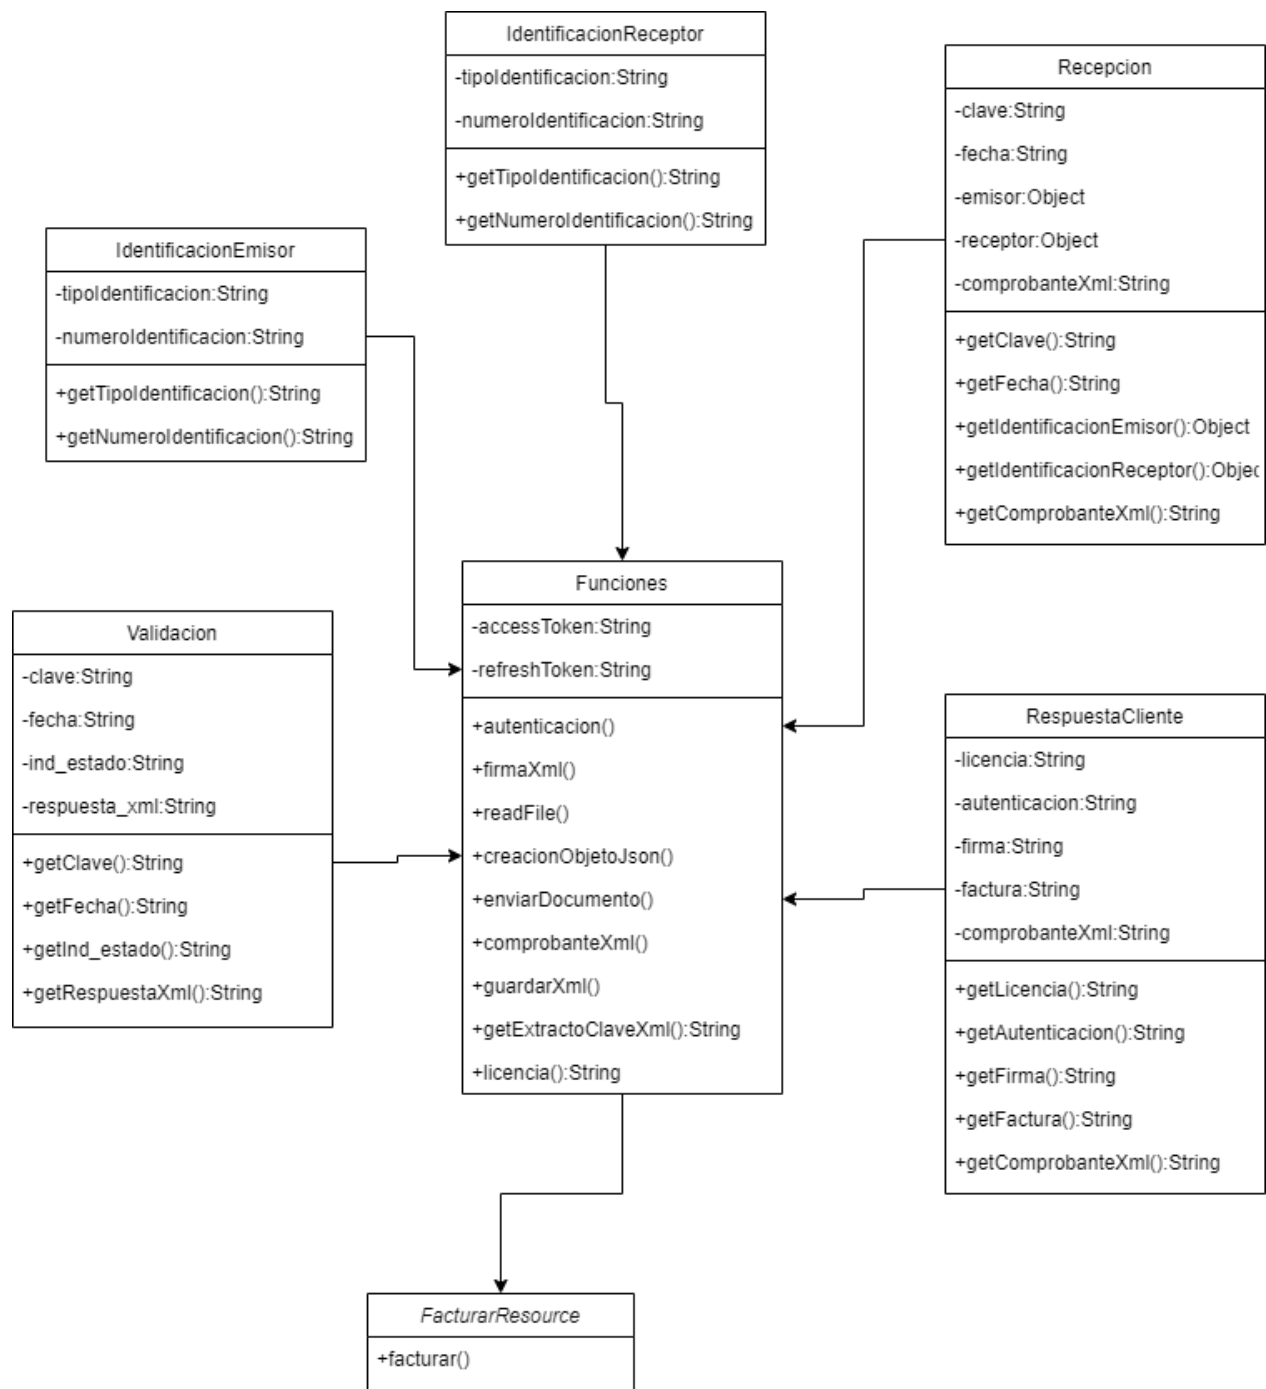 IdentificacionReceptor
-tipoIdentificacion:String
-numeroIdentificacion:String
+getTipoIdentificacion():String
+getNumeroIdentificacion():String
Recepcion
-clave:String
-fecha:String
-emisor:Object
-receptor:Object
-comprobanteXml:String
+getClave():String
+getFecha():String
+getIdentificacionEmisor():Object
+getIdentificacionReceptor():Objec
+getComprobanteXml():String
IdentificacionEmisor
-tipoIdentificacion:String
-numeroIdentificacion:String
+getTipoIdentificacion():String
+getNumeroIdentificacion():String
Funciones
-accessToken:String
-refreshToken:String
+autenticacion()
+firmaXml()
+readFile()
+creacionObjetoJson()
+enviarDocumento()
+comprobanteXml()
+guardarXml()
+getExtractoClaveXml():String
+licencia():String
Validacion
-clave:String
-fecha:String
-ind_estado:String
-respuesta_xml:String
+getClave():String
+getFecha():String
+getInd_estado():String
+getRespuestaXml():String
RespuestaCliente
-licencia:String
-autenticacion:String
-firma:String
-factura:String
-comprobanteXml:String
+getLicencia():String
+getAutenticacion():String
+getFirma():String
+getFactura():String
+getComprobanteXml():String
FacturarResource
+facturar()